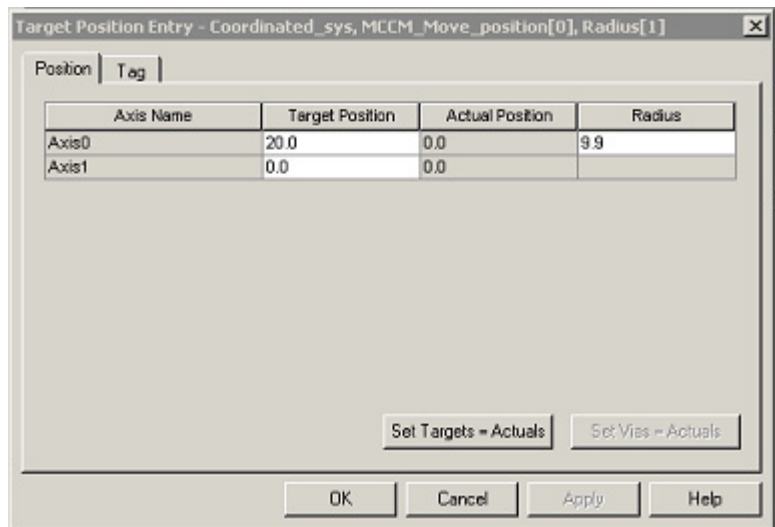 Target Position Entry - Coordinated_sys, MCCM_Move_position[0], Radius[1]
Position Tag
Axis Name Target Position Actual Position Radius
Axis0 20.0 0.0 9.9
Axis1 0.0 0.0
Set Targets = Actuals Set Vias = Actuals
OK Cancel Apply Help